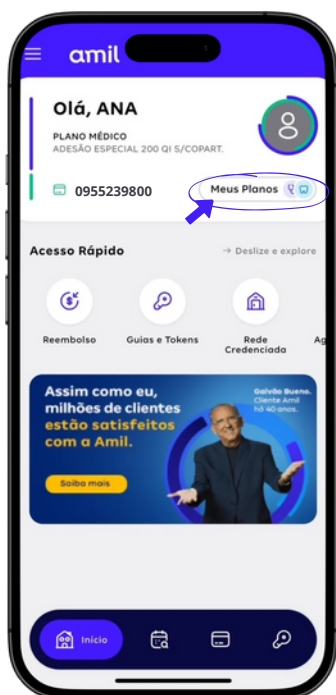 amil
Olá, ANA
PLANO MÉDICO
ADESÃO ESPECIAL 200 QI S/COPART.
0955239800
Meus Planos
Acesso Rápido
→ Deslize e explore
Reembolso
Guias e Tokens
Rede
Credenciada
Ag
Assim como eu,
milhões de clientes
estão satisfeitos
com a Amil.
Galvão Bueno.
Cliente Amil
há 40 anos.
Saiba mais
Início